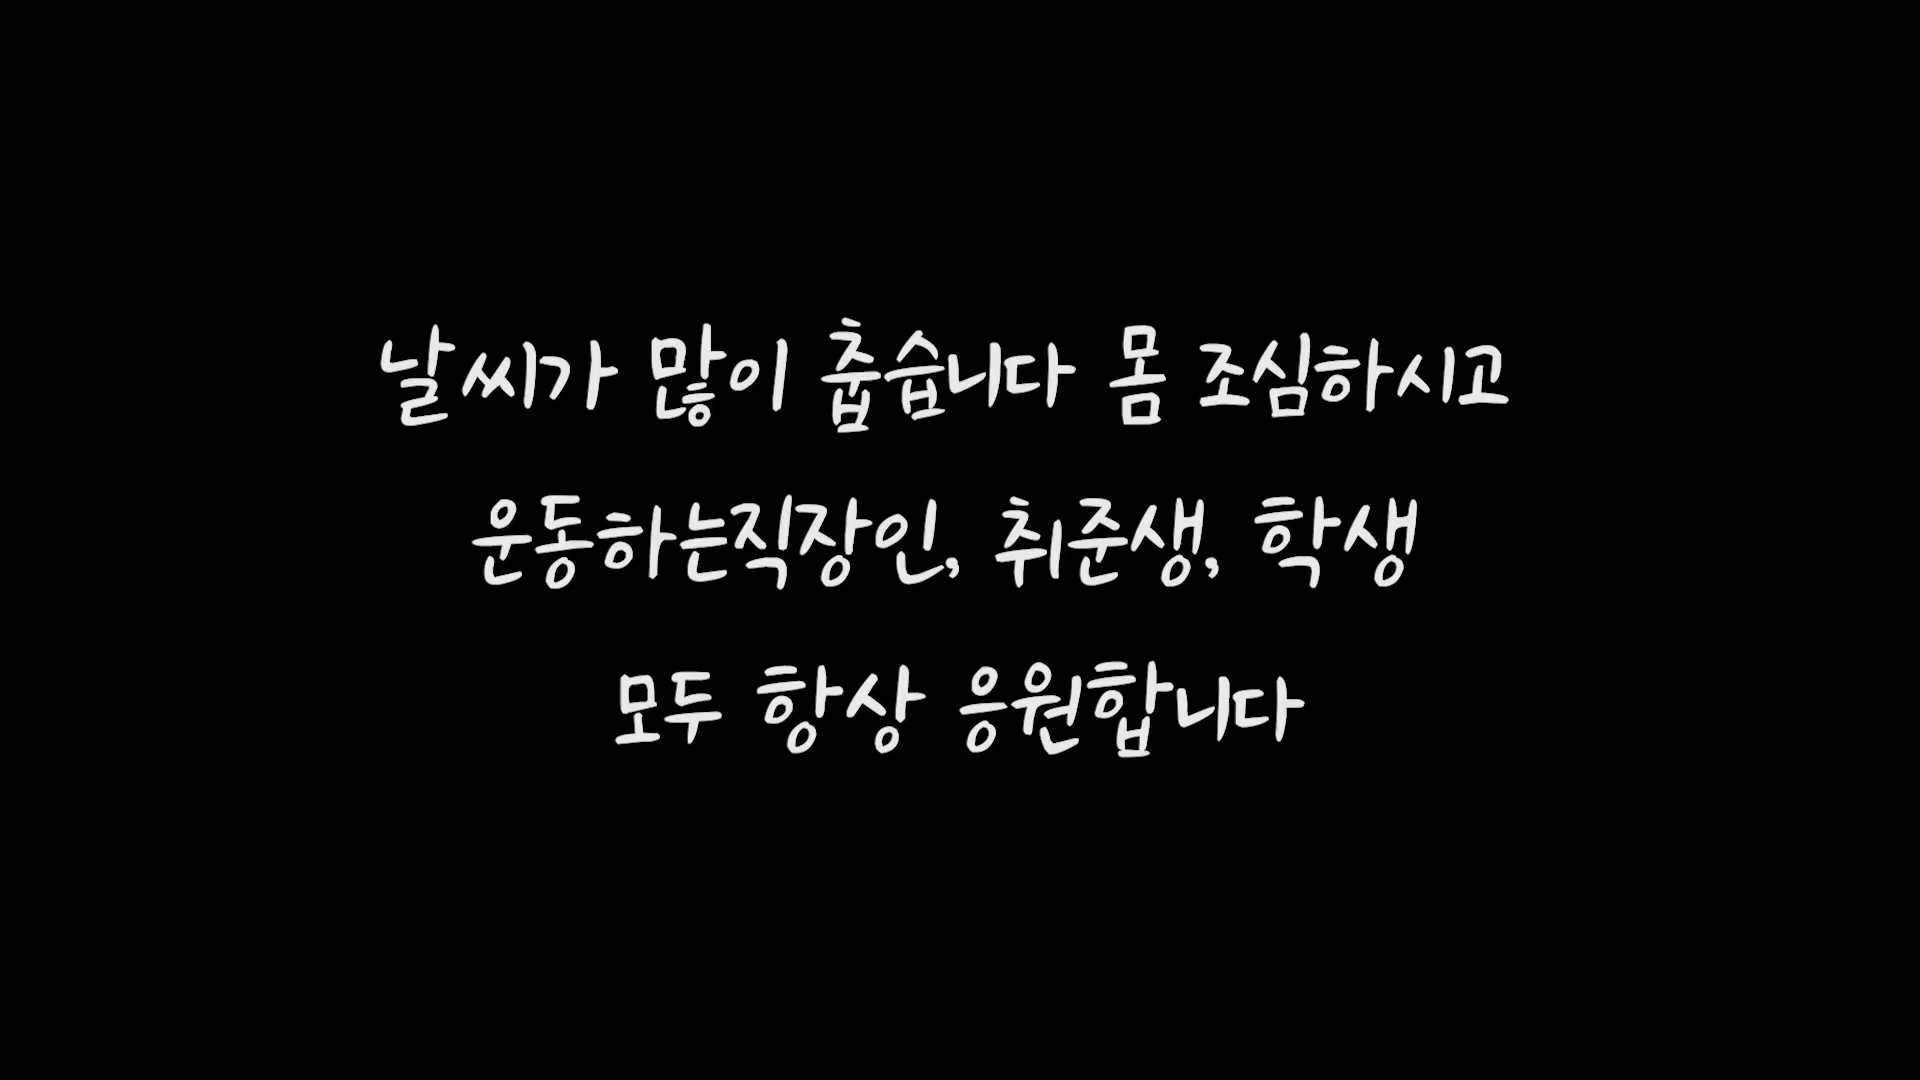 날씨가 많이 춥습니다 몸 조심하시고
운동하는직장인, 취준생, 학생
모두 항상 응원합니다